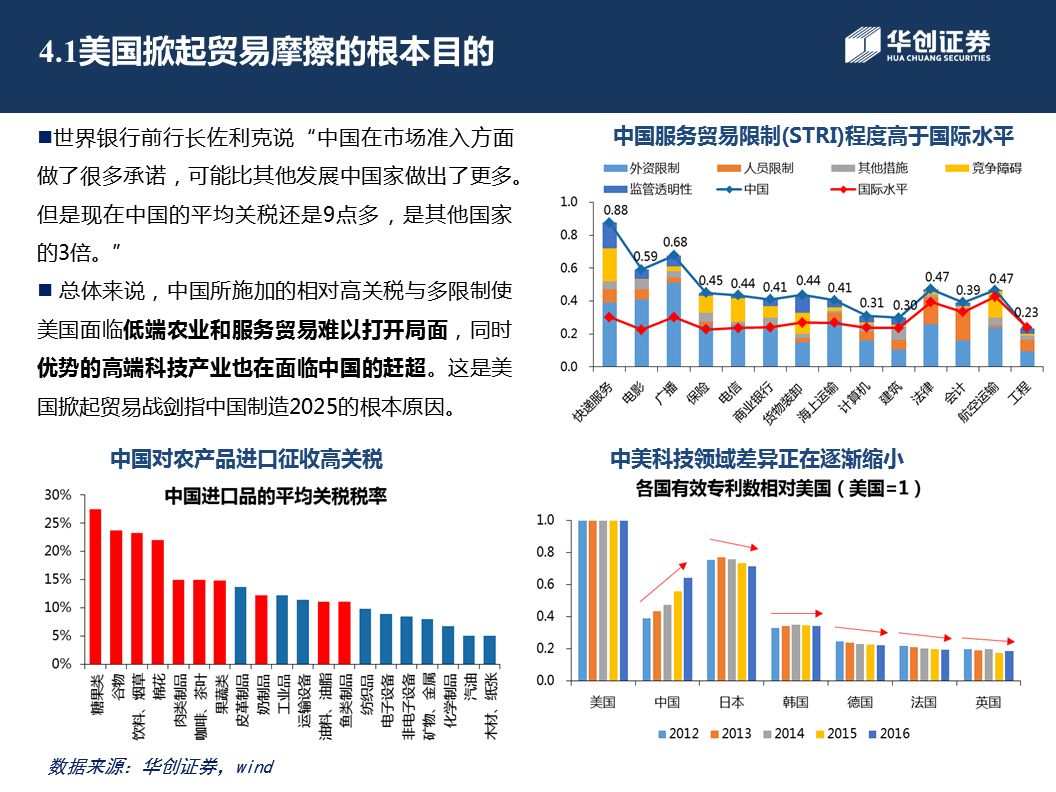 4.1美国掀起贸易摩擦的根本目的
华创证券
HUA CHUANG SECURITIES
■世界银行前行长佐利克说“中国在市场准入方面
做了很多承诺，可能比其他发展中国家做出了更多。
但是现在中国的平均关税还是9点多，是其他国家
的3倍。”
■ 总体来说，中国所施加的相对高关税与多限制使
美国面临低端农业和服务贸易难以打开局面，同时
优势的高端科技产业也在面临中国的赶超。这是美
国掀起贸易战剑指中国制造2025的根本原因。
中国服务贸易限制(STRI)程度高于国际水平
外资限制 人员限制 其他措施 竞争障碍
监管透明性 中国 国际水平
1.0
0.8
0.6
0.4
0.2
0.0
0.88
0.59
0.68
0.45
0.44
0.41
0.44
0.41
0.31
0.30
0.47
0.39
0.47
0.23
快递服务
电影
广播
保险
电信
商业银行
货物装卸
海上运输
计算机
建筑
法律
会计
航空运输
工程
中国对农产品进口征收高关税
中国进口品的平均关税税率
30%
25%
20%
15%
10%
5%
0%
糖果类
谷物
饮料、烟草
棉花
肉类制品
咖啡、茶叶
果蔬类
皮革制品
奶制品
工业品
运输设备
油料、油脂
鱼类制品
纺织品
电子设备
非电子设备
矿物、金属
化学制品
汽油
木材、纸张
中美科技领域差异正在逐渐缩小
各国有效专利数相对美国（美国=1）
1.0
0.8
0.6
0.4
0.2
0.0
美国 中国 日本 韩国 德国 法国 英国
2012 2013 2014 2015 2016
数据来源：华创证券，wind